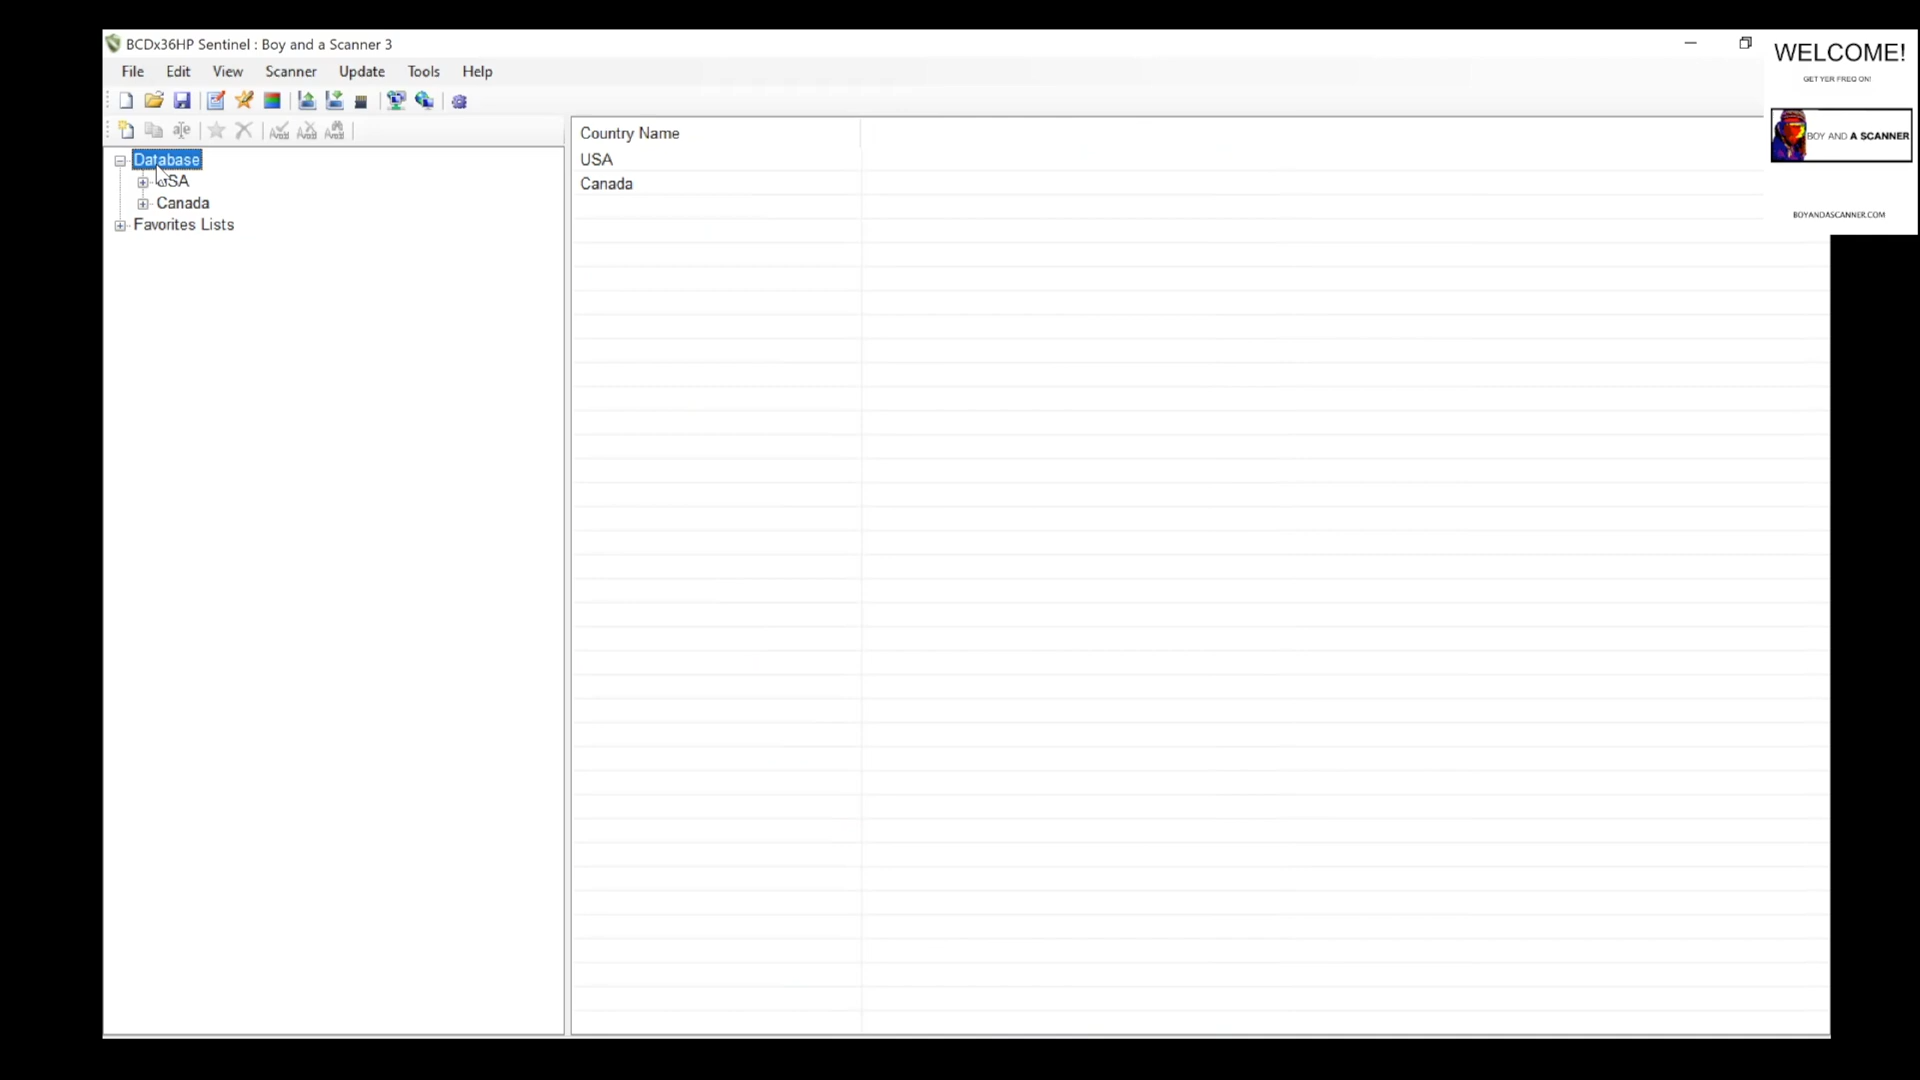 BCDx36HP Sentinel : Boy and a Scanner 3
File Edit View Scanner Update Tools Help
WELCOME!
GET YER FREQ ON!
BOY AND A SCANNER
BOYANDASCANNER.COM
Database
USA
Canada
Favorites Lists
Country Name
USA
Canada